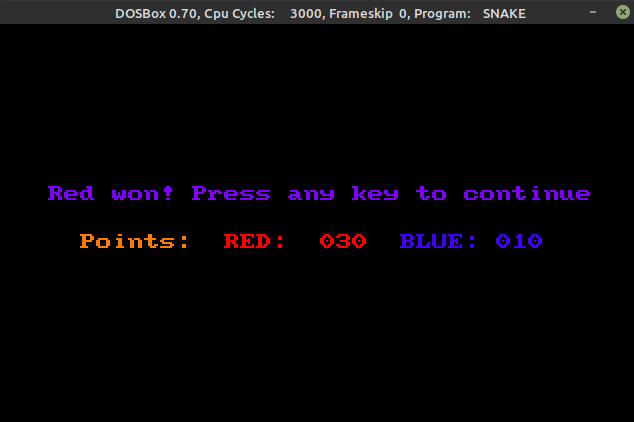 DOSBox 0.70, Cpu Cycles: 3000, Frameskip 0, Program: SNAKE
Red won! Press any key to continue
Points: RED: 030 BLUE: 010